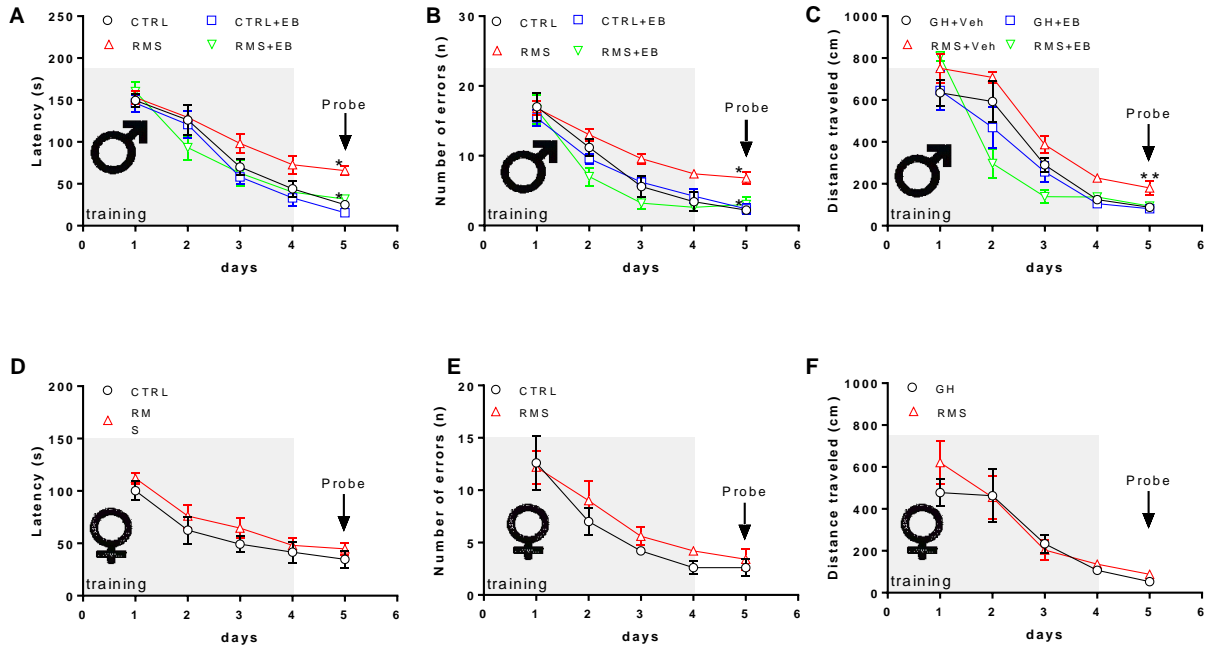 A
CTRL
CTRL+EB
RMS
RMS+EB
Latency (s)
250
200
150
100
50
0
Probe
*
*
training
0 1 2 3 4 5 6
days
B
CTRL
CTRL+EB
RMS
RMS+EB
Number of errors (n)
30
20
10
0
Probe
*
*
training
0 1 2 3 4 5 6
days
C
GH+Veh
GH+EB
RMS+Veh
RMS+EB
Distance traveled (cm)
1000
800
600
400
200
0
Probe
**
training
0 1 2 3 4 5 6
days
D
CTRL
RM
S
Latency (s)
200
150
100
50
0
Probe
training
0 1 2 3 4 5 6
days
E
CTRL
RMS
Number of errors (n)
20
15
10
5
0
Probe
training
0 1 2 3 4 5 6
days
F
GH
RMS
Distance traveled (cm)
1000
800
600
400
200
0
Probe
training
0 1 2 3 4 5 6
days